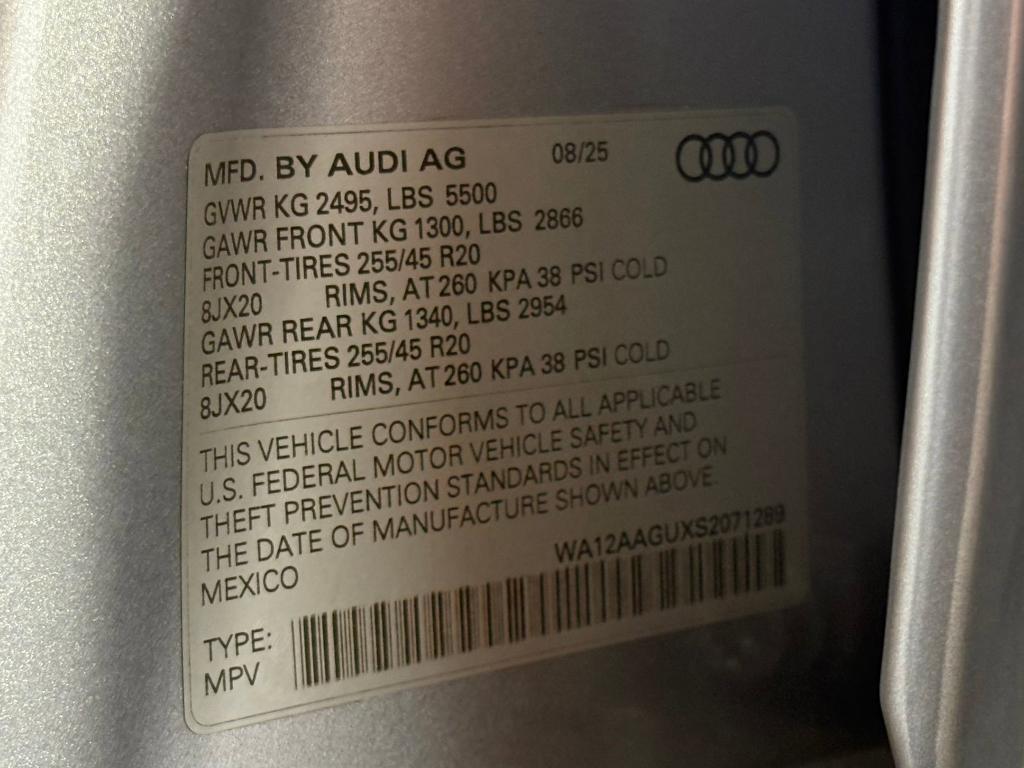 MFD. BY AUDI AG 08/25
GVWR KG 2495, LBS 5500
GAWR FRONT KG 1300, LBS 2866
FRONT-TIRES 255/45 R20
8JX20 RIMS, AT 260 KPA 38 PSI COLD
GAWR REAR KG 1340, LBS 2954
REAR-TIRES 255/45 R20
8JX20 RIMS, AT 260 KPA 38 PSI COLD
THIS VEHICLE CONFORMS TO ALL APPLICABLE
U.S. FEDERAL MOTOR VEHICLE SAFETY AND
THEFT PREVENTION STANDARDS IN EFFECT ON
THE DATE OF MANUFACTURE SHOWN ABOVE.
MEXICO
WA12AAGUXS2071289
TYPE:
MPV